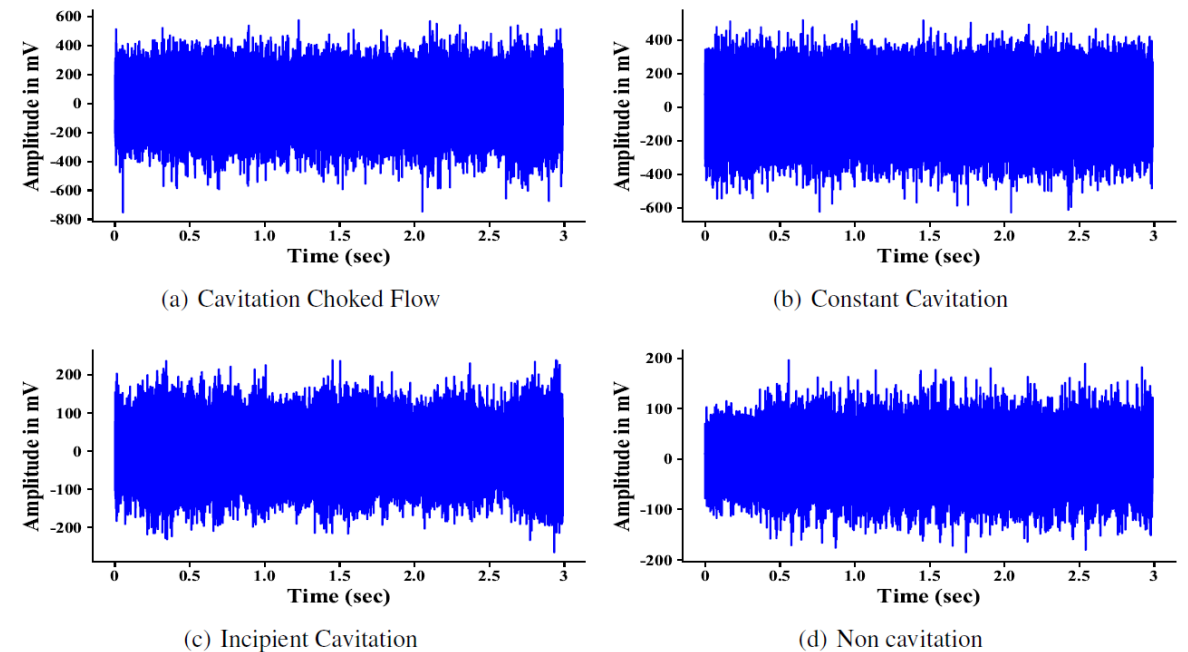 600
400
200
0
-200
-400
-600
-800
Amplitude in mV
0 0.5 1.0 1.5 2.0 2.5 3
Time (sec)
(a) Cavitation Choked Flow
400
200
0
-200
-400
-600
Amplitude in mV
0 0.5 1.0 1.5 2.0 2.5 3
Time (sec)
(b) Constant Cavitation
200
100
0
-100
-200
Amplitude in mV
0 0.5 1.0 1.5 2.0 2.5 3
Time (sec)
(c) Incipient Cavitation
200
100
0
-100
-200
Amplitude in mV
0 0.5 1.0 1.5 2.0 2.5 3
Time (sec)
(d) Non cavitation